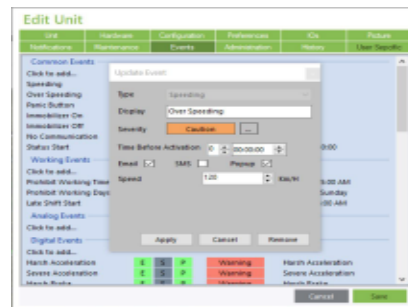 Edit Unit
Unit Hardware Configuration Preferences IOs Picture
Notifications Maintenance Events Administration History User Specific
Common Events
Click to add...
Speeding
Over Speeding
Panic Button
Immobilizer On
Immobilizer Off
No Communication
Status Start
Working Events
Click to add...
Prohibit Working Time
Prohibit Working Days
Late Shift Start
Analog Events
Click to add...
Digital Events
Harsh Acceleration E S P Warning Harsh Acceleration
Severe Acceleration E S P Warning Severe Acceleration
Harsh Brake
Update Event
Type Speeding
Display Over Speeding
Severity Caution ...
Time Before Activation 0 00:00:00
Email SMS Popup
Speed 120 Km/H
Apply Cancel Remove
Cancel Save